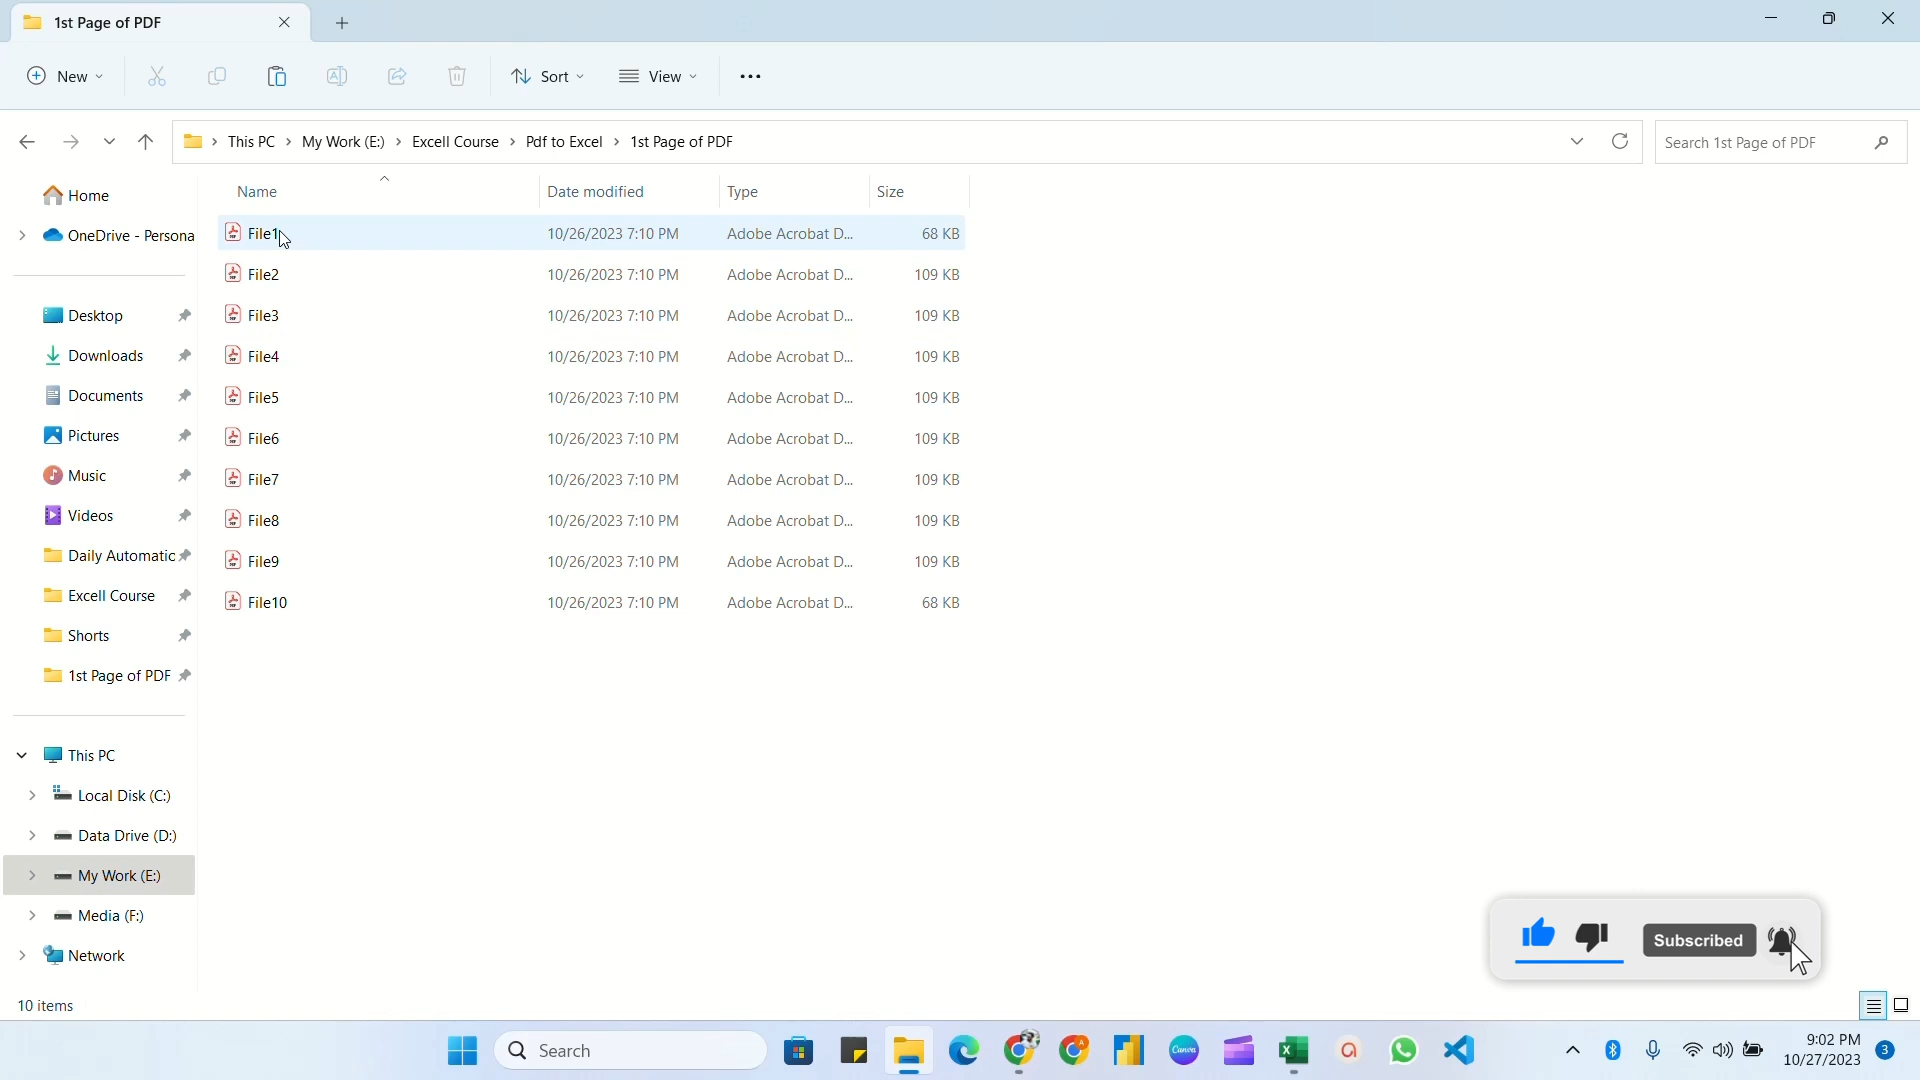 1st Page of PDF
New
Sort
View
This PC > My Work (E:) > Excell Course > Pdf to Excel > 1st Page of PDF
Search 1st Page of PDF
Name Date modified Type Size
File1 10/26/2023 7:10 PM Adobe Acrobat D... 68 KB
File2 10/26/2023 7:10 PM Adobe Acrobat D... 109 KB
File3 10/26/2023 7:10 PM Adobe Acrobat D... 109 KB
File4 10/26/2023 7:10 PM Adobe Acrobat D... 109 KB
File5 10/26/2023 7:10 PM Adobe Acrobat D... 109 KB
File6 10/26/2023 7:10 PM Adobe Acrobat D... 109 KB
File7 10/26/2023 7:10 PM Adobe Acrobat D... 109 KB
File8 10/26/2023 7:10 PM Adobe Acrobat D... 109 KB
File9 10/26/2023 7:10 PM Adobe Acrobat D... 109 KB
File10 10/26/2023 7:10 PM Adobe Acrobat D... 68 KB
Home
OneDrive - Persona
Desktop
Downloads
Documents
Pictures
Music
Videos
Daily Automatic
Excell Course
Shorts
1st Page of PDF
This PC
Local Disk (C:)
Data Drive (D:)
My Work (E:)
Media (F:)
Network
10 items
Subscribed
Search
Canva
9:02 PM
10/27/2023
3